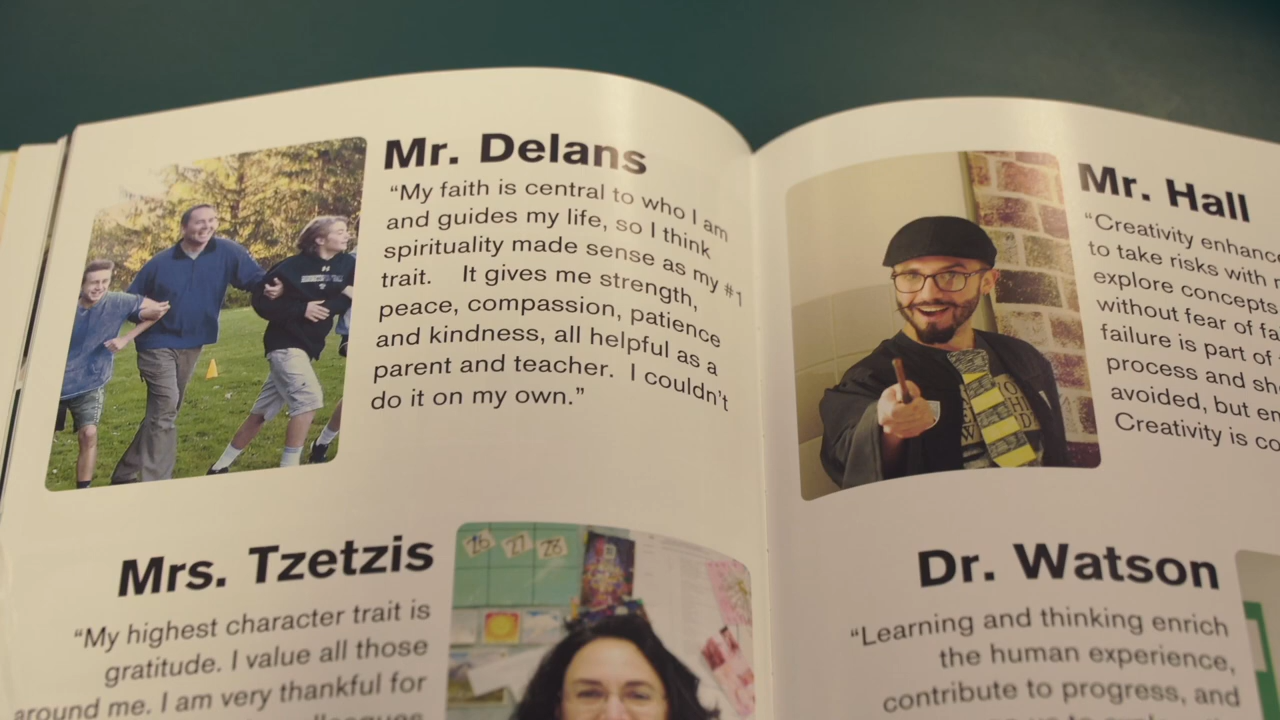 Mr. Delans
“My faith is central to who I am
and guides my life, so I think
spirituality made sense as my #1
trait. It gives me strength,
peace, compassion, patience
and kindness, all helpful as a
parent and teacher. I couldn't
do it on my own.”
Mrs. Tzetzis
“My highest character trait is
gratitude. I value all those
around me. I am very thankful for
26 27 28
Mr. Hall
“Creativity
to take risks with
explore concepts
without fear of
failure is part of
process and
avoided, but
Creativity is
Dr. Watson
“Learning and thinking enrich
the human experience,
contribute to progress, and